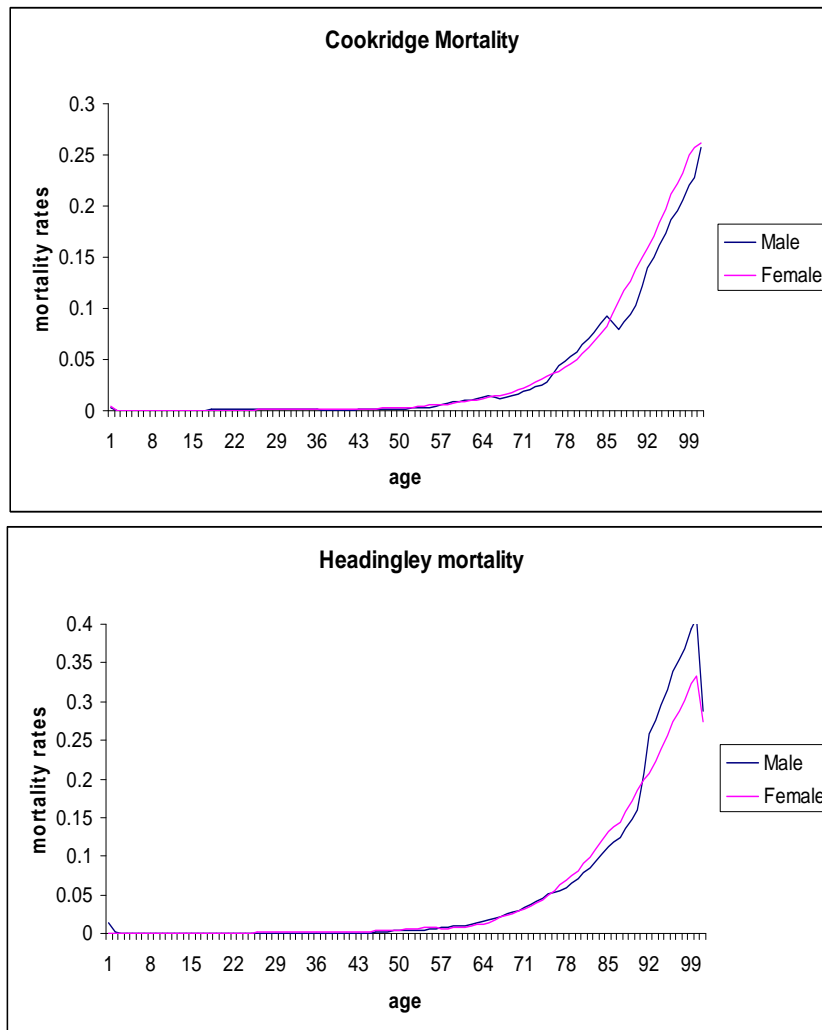 Cookridge Mortality
0.3
0.25
0.2
0.15
0.1
0.05
0
mortality rates
1 8 15 22 29 36 43 50 57 64 71 78 85 92 99
age
Male
Female
Headingley mortality
0.4
0.35
0.3
0.25
0.2
0.15
0.1
0.05
0
mortality rates
1 8 15 22 29 36 43 50 57 64 71 78 85 92 99
age
Male
Female